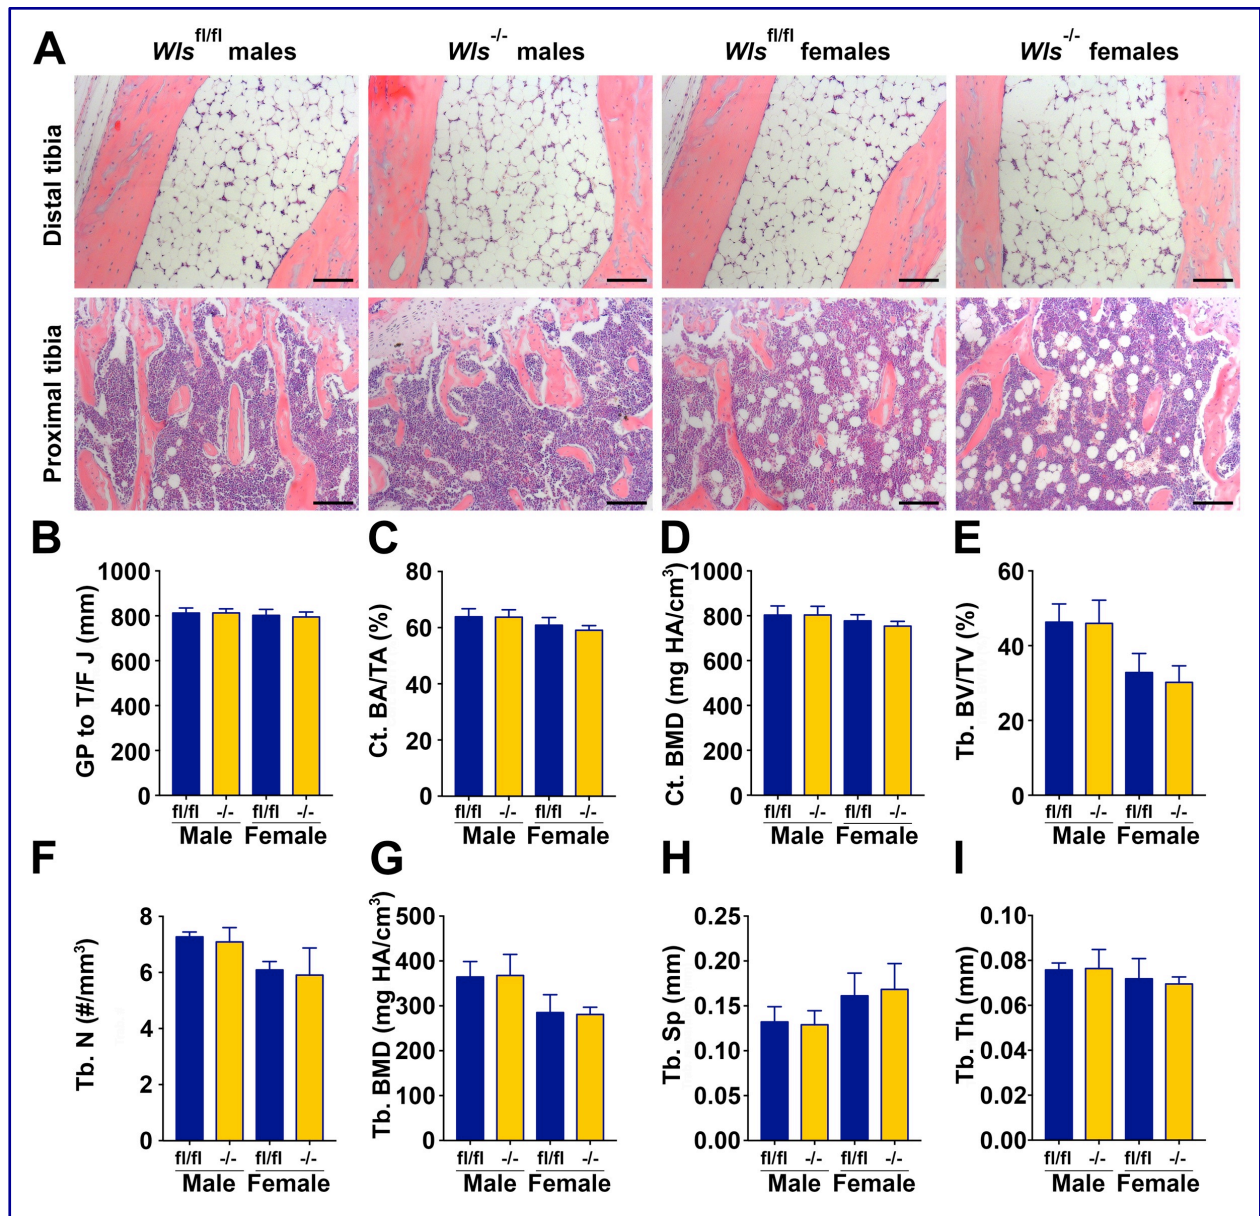 A
Wls fl/fl males
Wls -/- males
Wls fl/fl females
Wls -/- females
Distal tibia
Proximal tibia
B
GP to T/F J (mm)
1000
800
600
400
200
0
fl/fl -/- fl/fl -/-
Male Female
C
Ct. BA/TA (%)
80
60
40
20
0
fl/fl -/- fl/fl -/-
Male Female
D
Ct. BMD (mg HA/cm³)
1000
800
600
400
200
0
fl/fl -/- fl/fl -/-
Male Female
E
Tb. BV/TV (%)
60
40
20
0
fl/fl -/- fl/fl -/-
Male Female
F
Tb. N (#/mm³)
8
6
4
2
0
fl/fl -/- fl/fl -/-
Male Female
G
Tb. BMD (mg HA/cm³)
500
400
300
200
100
0
fl/fl -/- fl/fl -/-
Male Female
H
Tb. Sp (mm)
0.25
0.20
0.15
0.10
0.05
0.00
fl/fl -/- fl/fl -/-
Male Female
I
Tb. Th (mm)
0.10
0.08
0.06
0.04
0.02
0.00
fl/fl -/- fl/fl -/-
Male Female